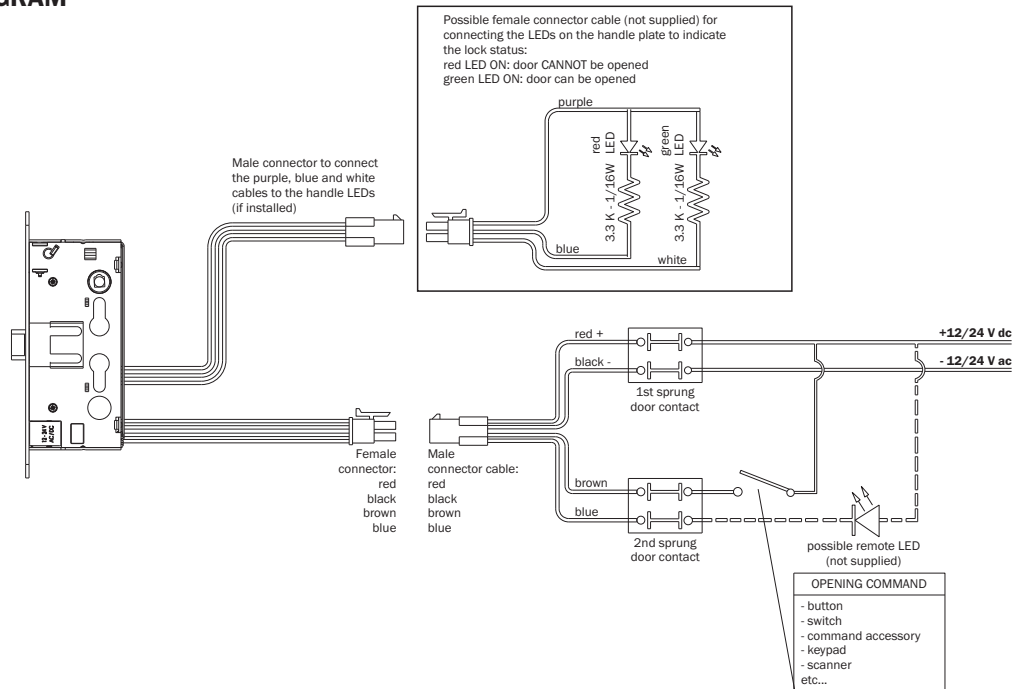 GRAM
Possible female connector cable (not supplied) for
connecting the LEDs on the handle plate to indicate
the lock status:
red LED ON: door CANNOT be opened
green LED ON: door can be opened
purple
red
LED
3.3 K - 1/16W
green
LED
3.3 K - 1/16W
blue
white
Male connector to connect
the purple, blue and white
cables to the handle LEDs
(if installed)
12-24V
AC/DC
red +
black -
+12/24 V dc
- 12/24 V ac
1st sprung
door contact
Female
connector:
red
black
brown
blue
Male
connector cable:
red
black
brown
blue
brown
blue
2nd sprung
door contact
possible remote LED
(not supplied)
OPENING COMMAND
- button
- switch
- command accessory
- keypad
- scanner
etc...